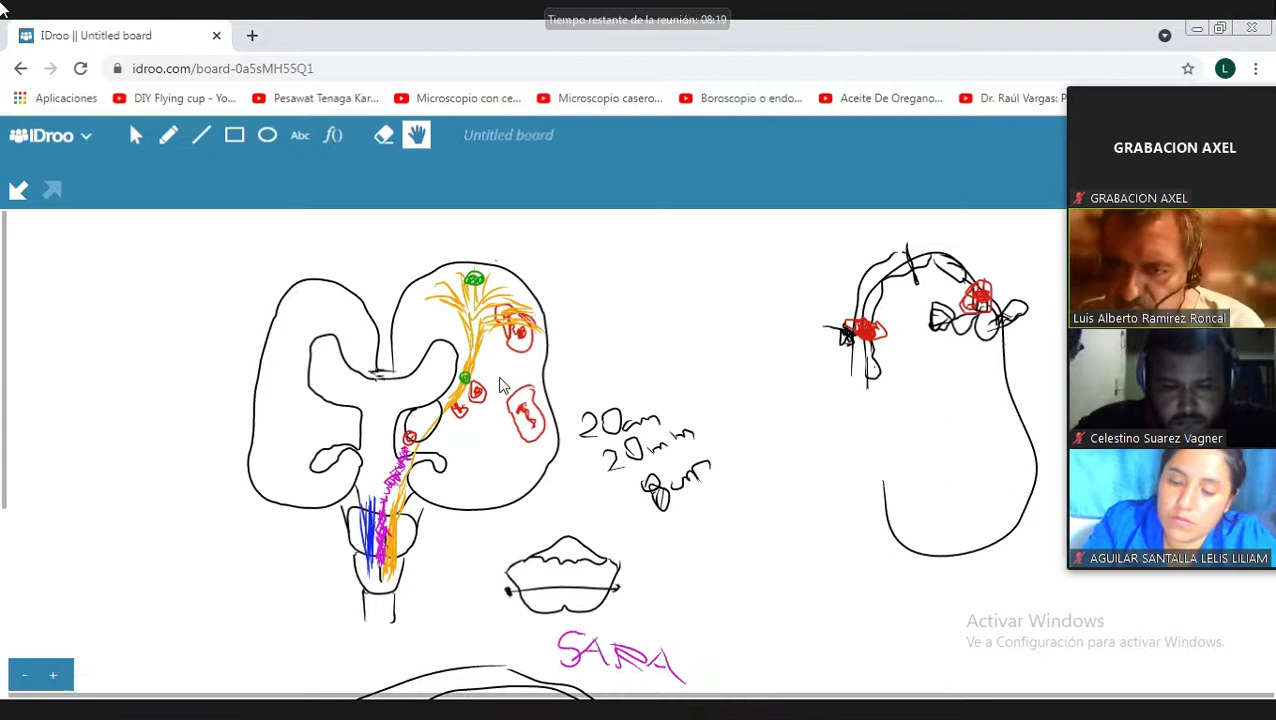 Tiempo restante de la reunión: 08:19
IDroo || Untitled board
idroo.com/board-0a5sMH55Q1
L
Aplicaciones
DIY Flying cup - Yo...
Pesawat Tenaga Kar...
Microscopio con ce...
Microscopio casero...
Boroscopio o endo...
Aceite De Oregano...
Dr. Raúl Vargas: P
IDroo
Abc
f()
Untitled board
GRABACION AXEL
GRABACION AXEL
Luis Alberto Ramirez Roncal
Celestino Suarez Vagner
AGUILAR SANTALLA LELIS LILIAM
20
20mm
SARA
Activar Windows
Ve a Configuración para activar Windows.
- +